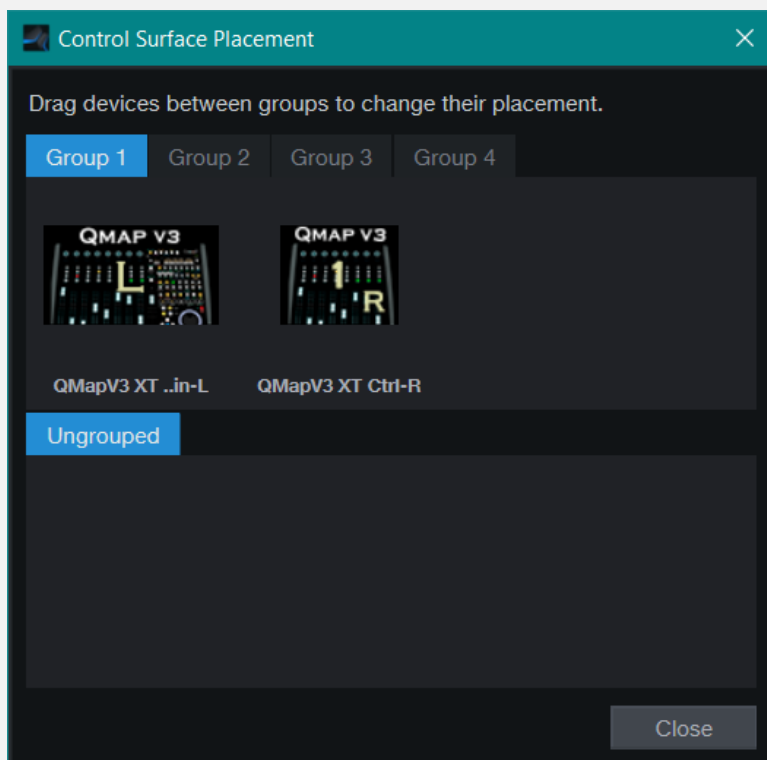 Control Surface Placement
Drag devices between groups to change their placement.
Group 1 Group 2 Group 3 Group 4
QMAP V3 QMAP V3
L 1
R
QMapV3 XT ..in-L QMapV3 XT Ctrl-R
Ungrouped
Close